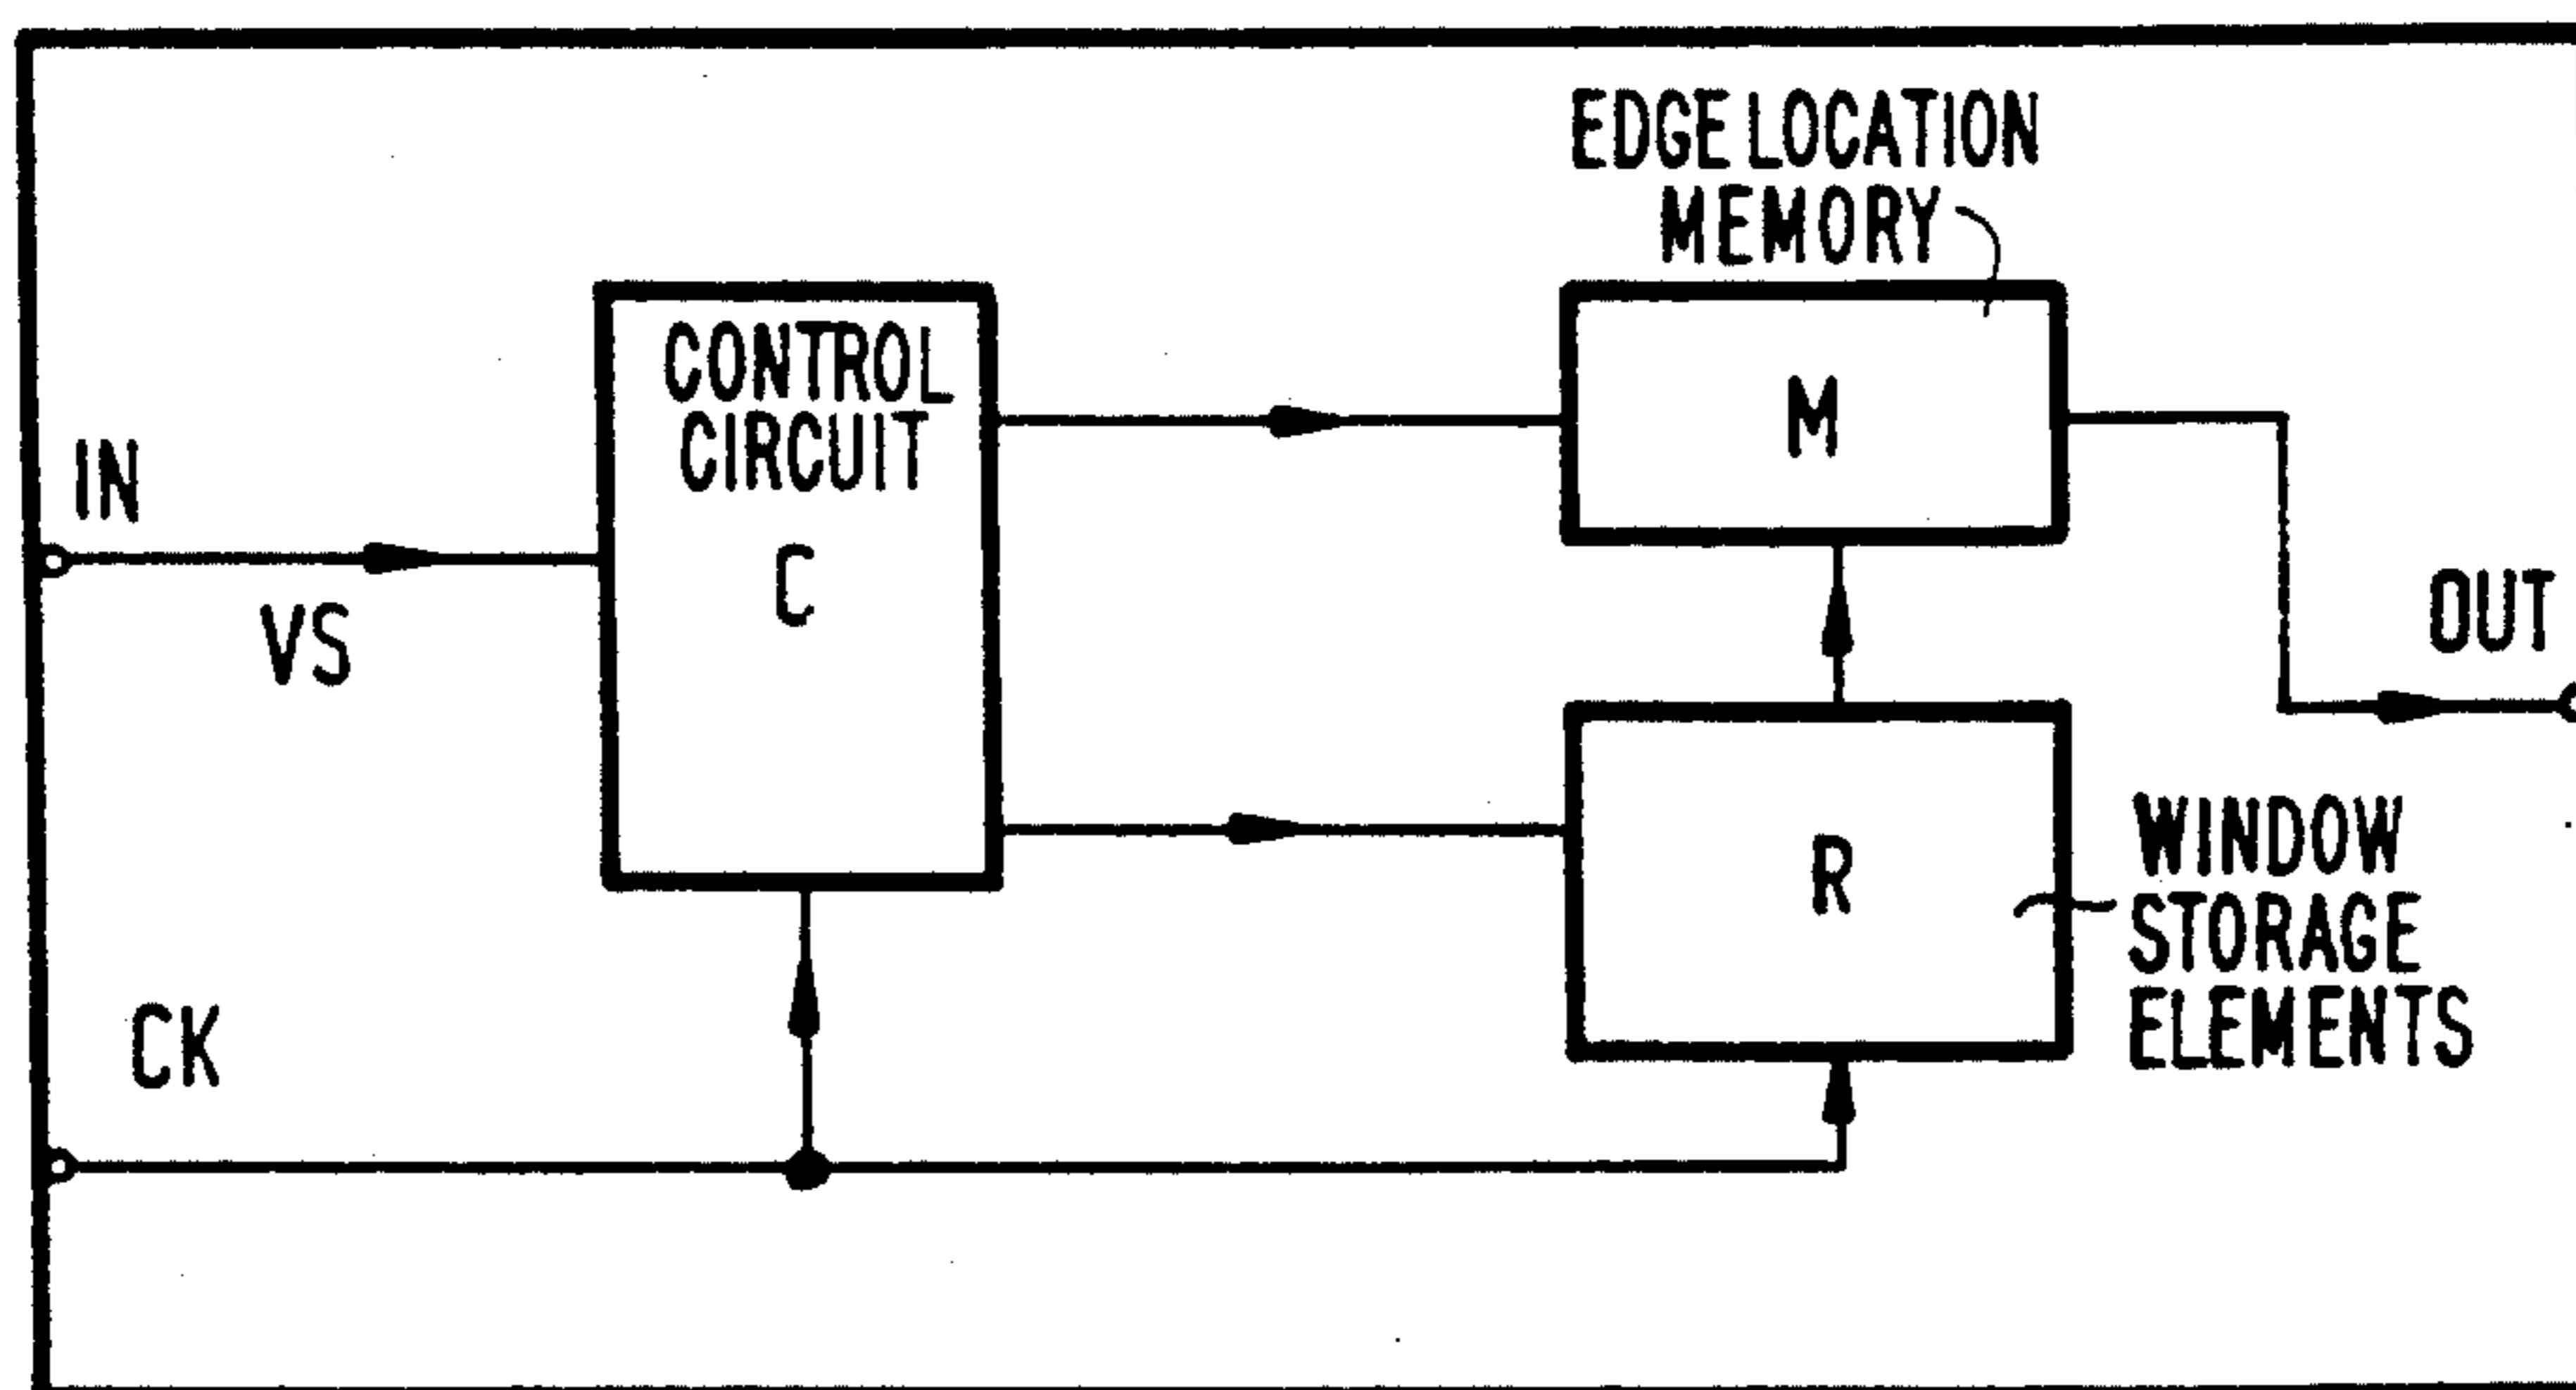 EDGE LOCATION
MEMORY
CONTROL
CIRCUIT
C
M
IN
VS
OUT
R
WINDOW
STORAGE
ELEMENTS
CK